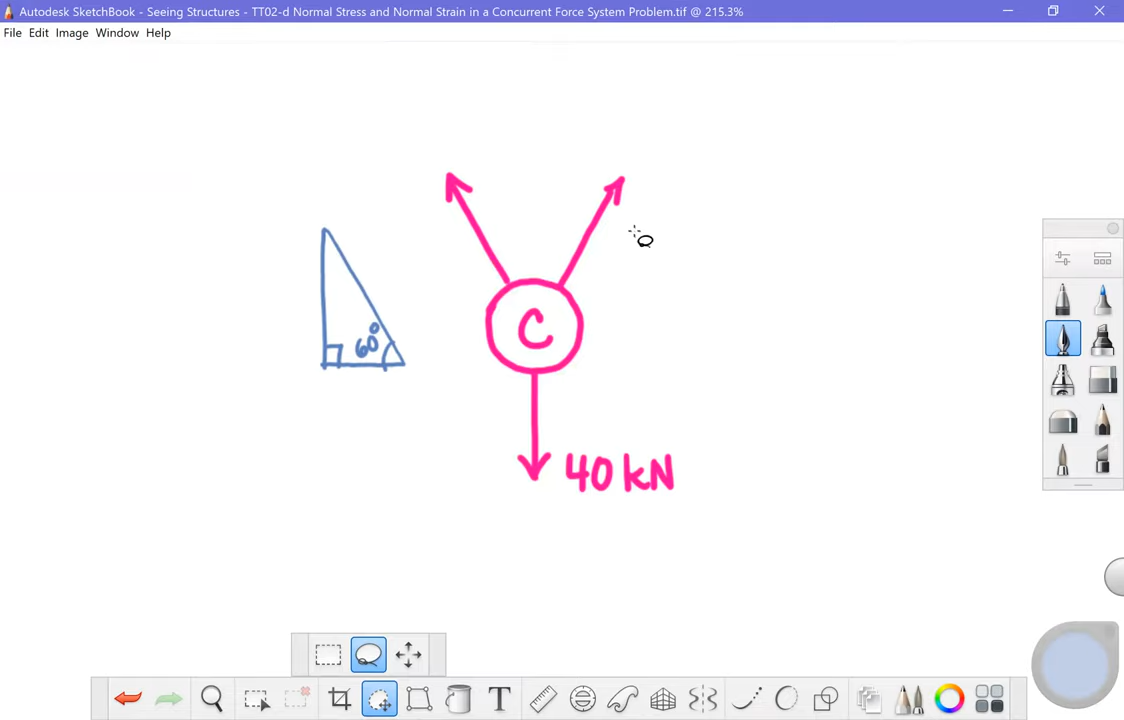 Autodesk SketchBook - Seeing Structures - TT02-d Normal Stress and Normal Strain in a Concurrent Force System Problem.tif @ 215.3%
File Edit Image Window Help
60°
C
40 kN
T